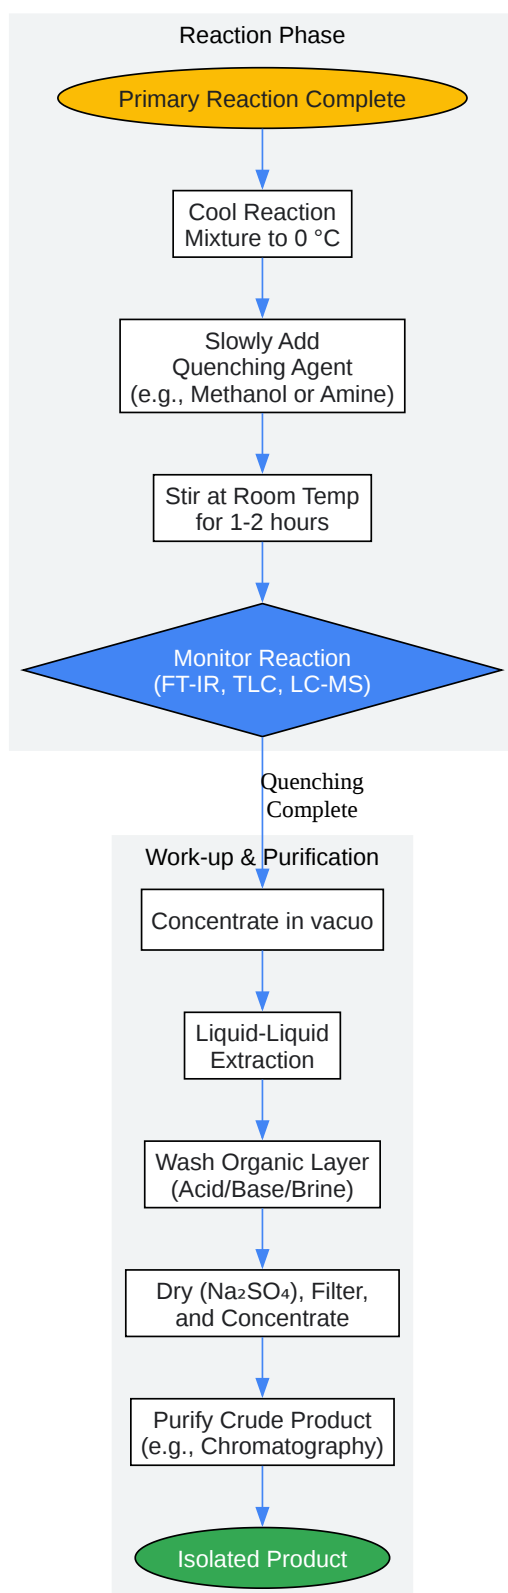 Reaction Phase
Primary Reaction Complete
Cool Reaction
Mixture to 0 °C
Slowly Add
Quenching Agent
(e.g., Methanol or Amine)
Stir at Room Temp
for 1-2 hours
Monitor Reaction
(FT-IR, TLC, LC-MS)
Quenching
Complete
Work-up & Purification
Concentrate in vacuo
Liquid-Liquid
Extraction
Wash Organic Layer
(Acid/Base/Brine)
Dry (Na₂SO₄), Filter,
and Concentrate
Purify Crude Product
(e.g., Chromatography)
Isolated Product